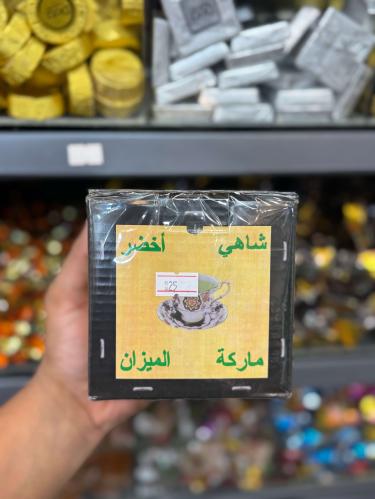 شاهي أخضر
25
ماركة الميزان